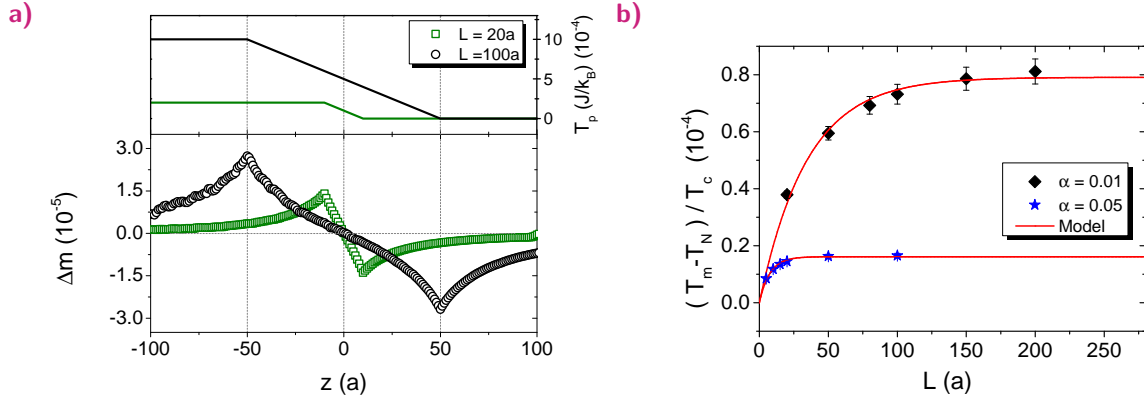 a)
L = 20a
L =100a
10
5
0
T_p (J/k_B) (10^-4)
3.0
1.5
0.0
-1.5
-3.0
Δm (10^-5)
-100 -50 0 50 100
z (a)
b)
0.8
0.6
0.4
0.2
0.0
(T_m-T_N) / T_c (10^-4)
α = 0.01
α = 0.05
Model
0 50 100 150 200 250
L (a)